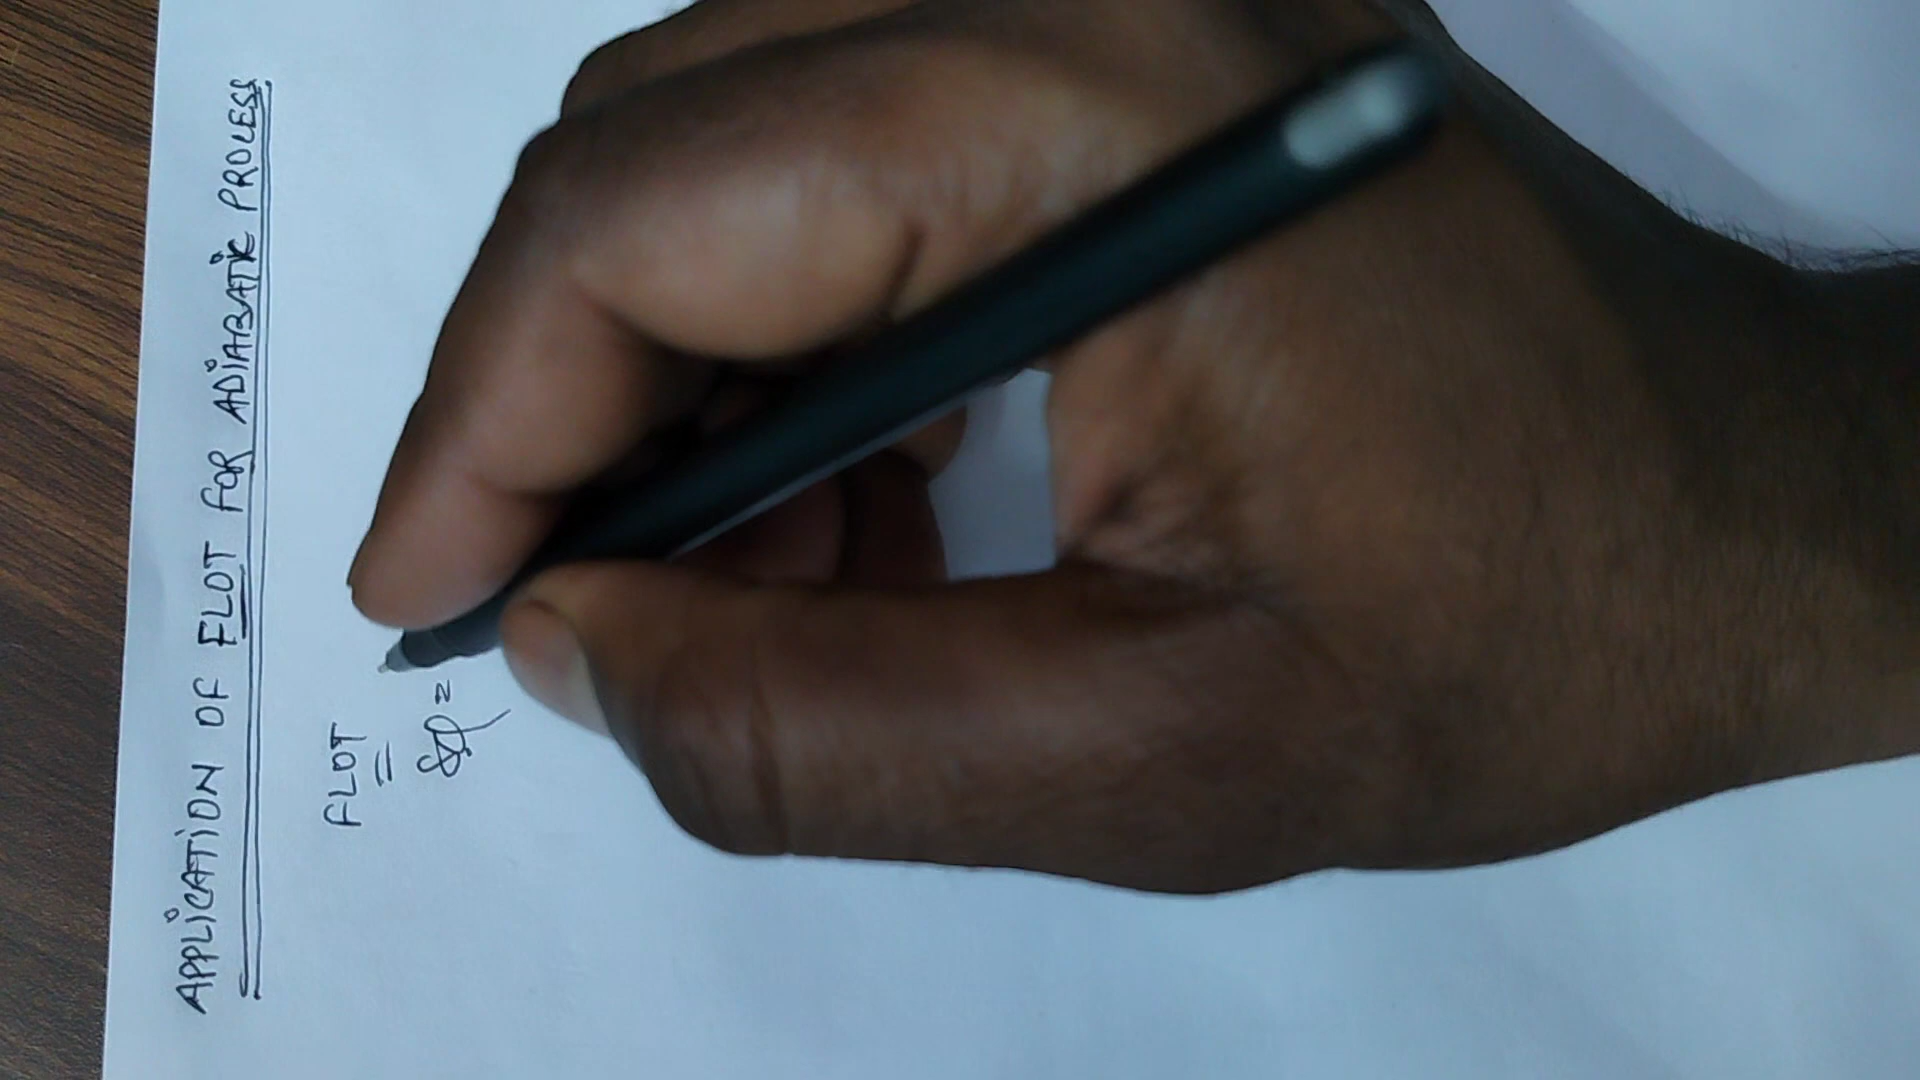 APPLICATION OF FLOT FOR ADIABATIC PROCESS
FLOT
δq =